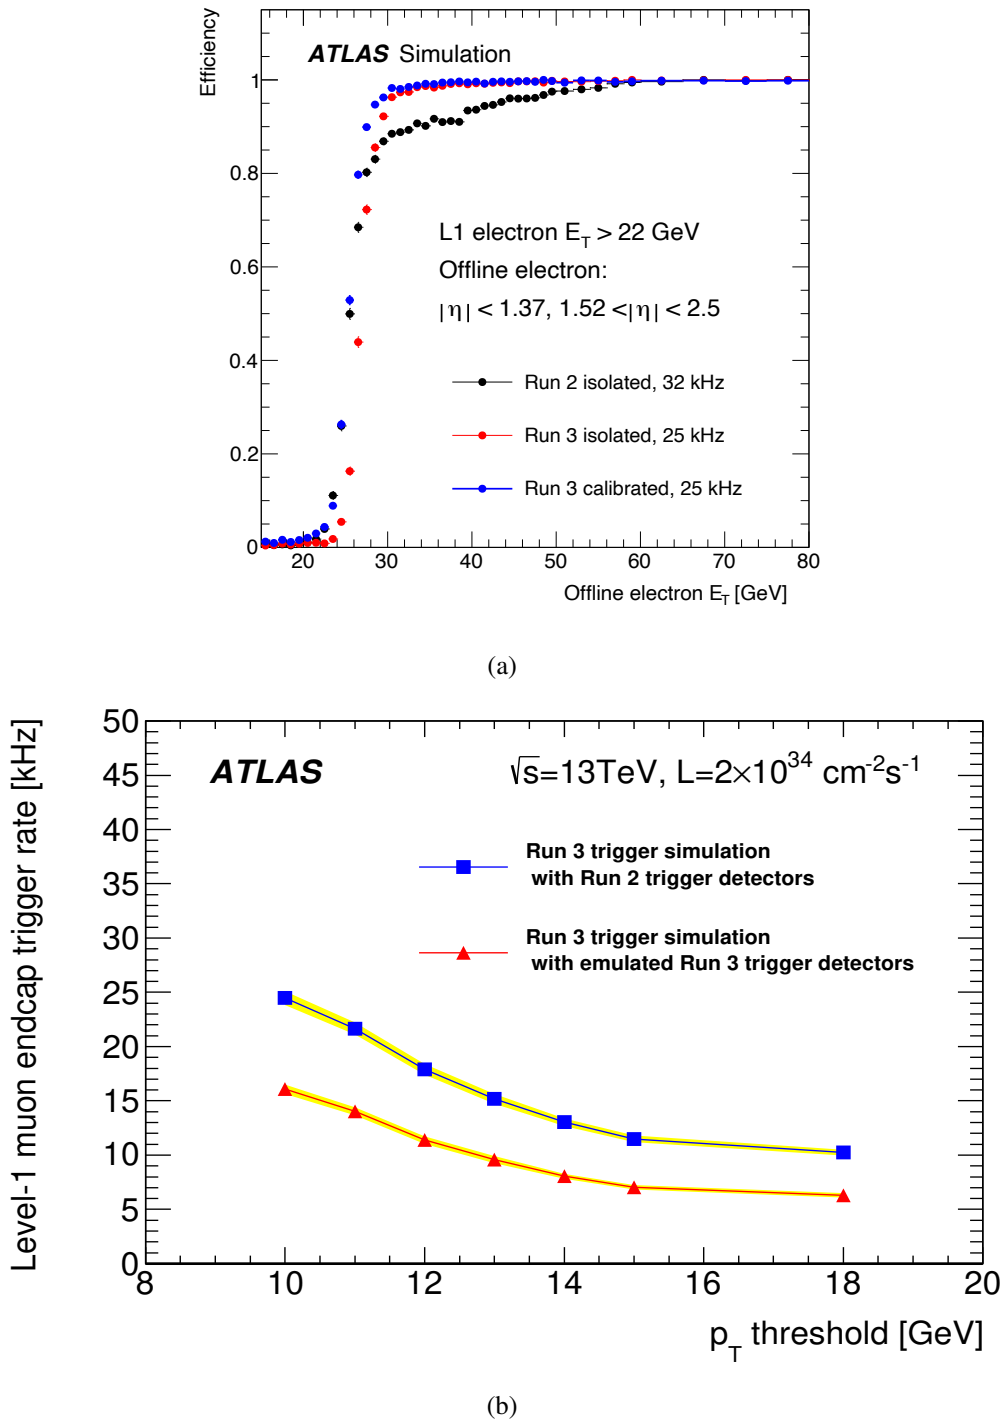 Efficiency
ATLAS Simulation
1
0.8
0.6
0.4
0.2
0
L1 electron E_T > 22 GeV
Offline electron:
|η| < 1.37, 1.52 <|η| < 2.5
Run 2 isolated, 32 kHz
Run 3 isolated, 25 kHz
Run 3 calibrated, 25 kHz
20 30 40 50 60 70 80
Offline electron E_T [GeV]
(a)
Level-1 muon endcap trigger rate [kHz]
50
45
40
35
30
25
20
15
10
5
0
ATLAS √s=13TeV, L=2×10^34 cm^-2s^-1
Run 3 trigger simulation
with Run 2 trigger detectors
Run 3 trigger simulation
with emulated Run 3 trigger detectors
8 10 12 14 16 18 20
p_T threshold [GeV]
(b)